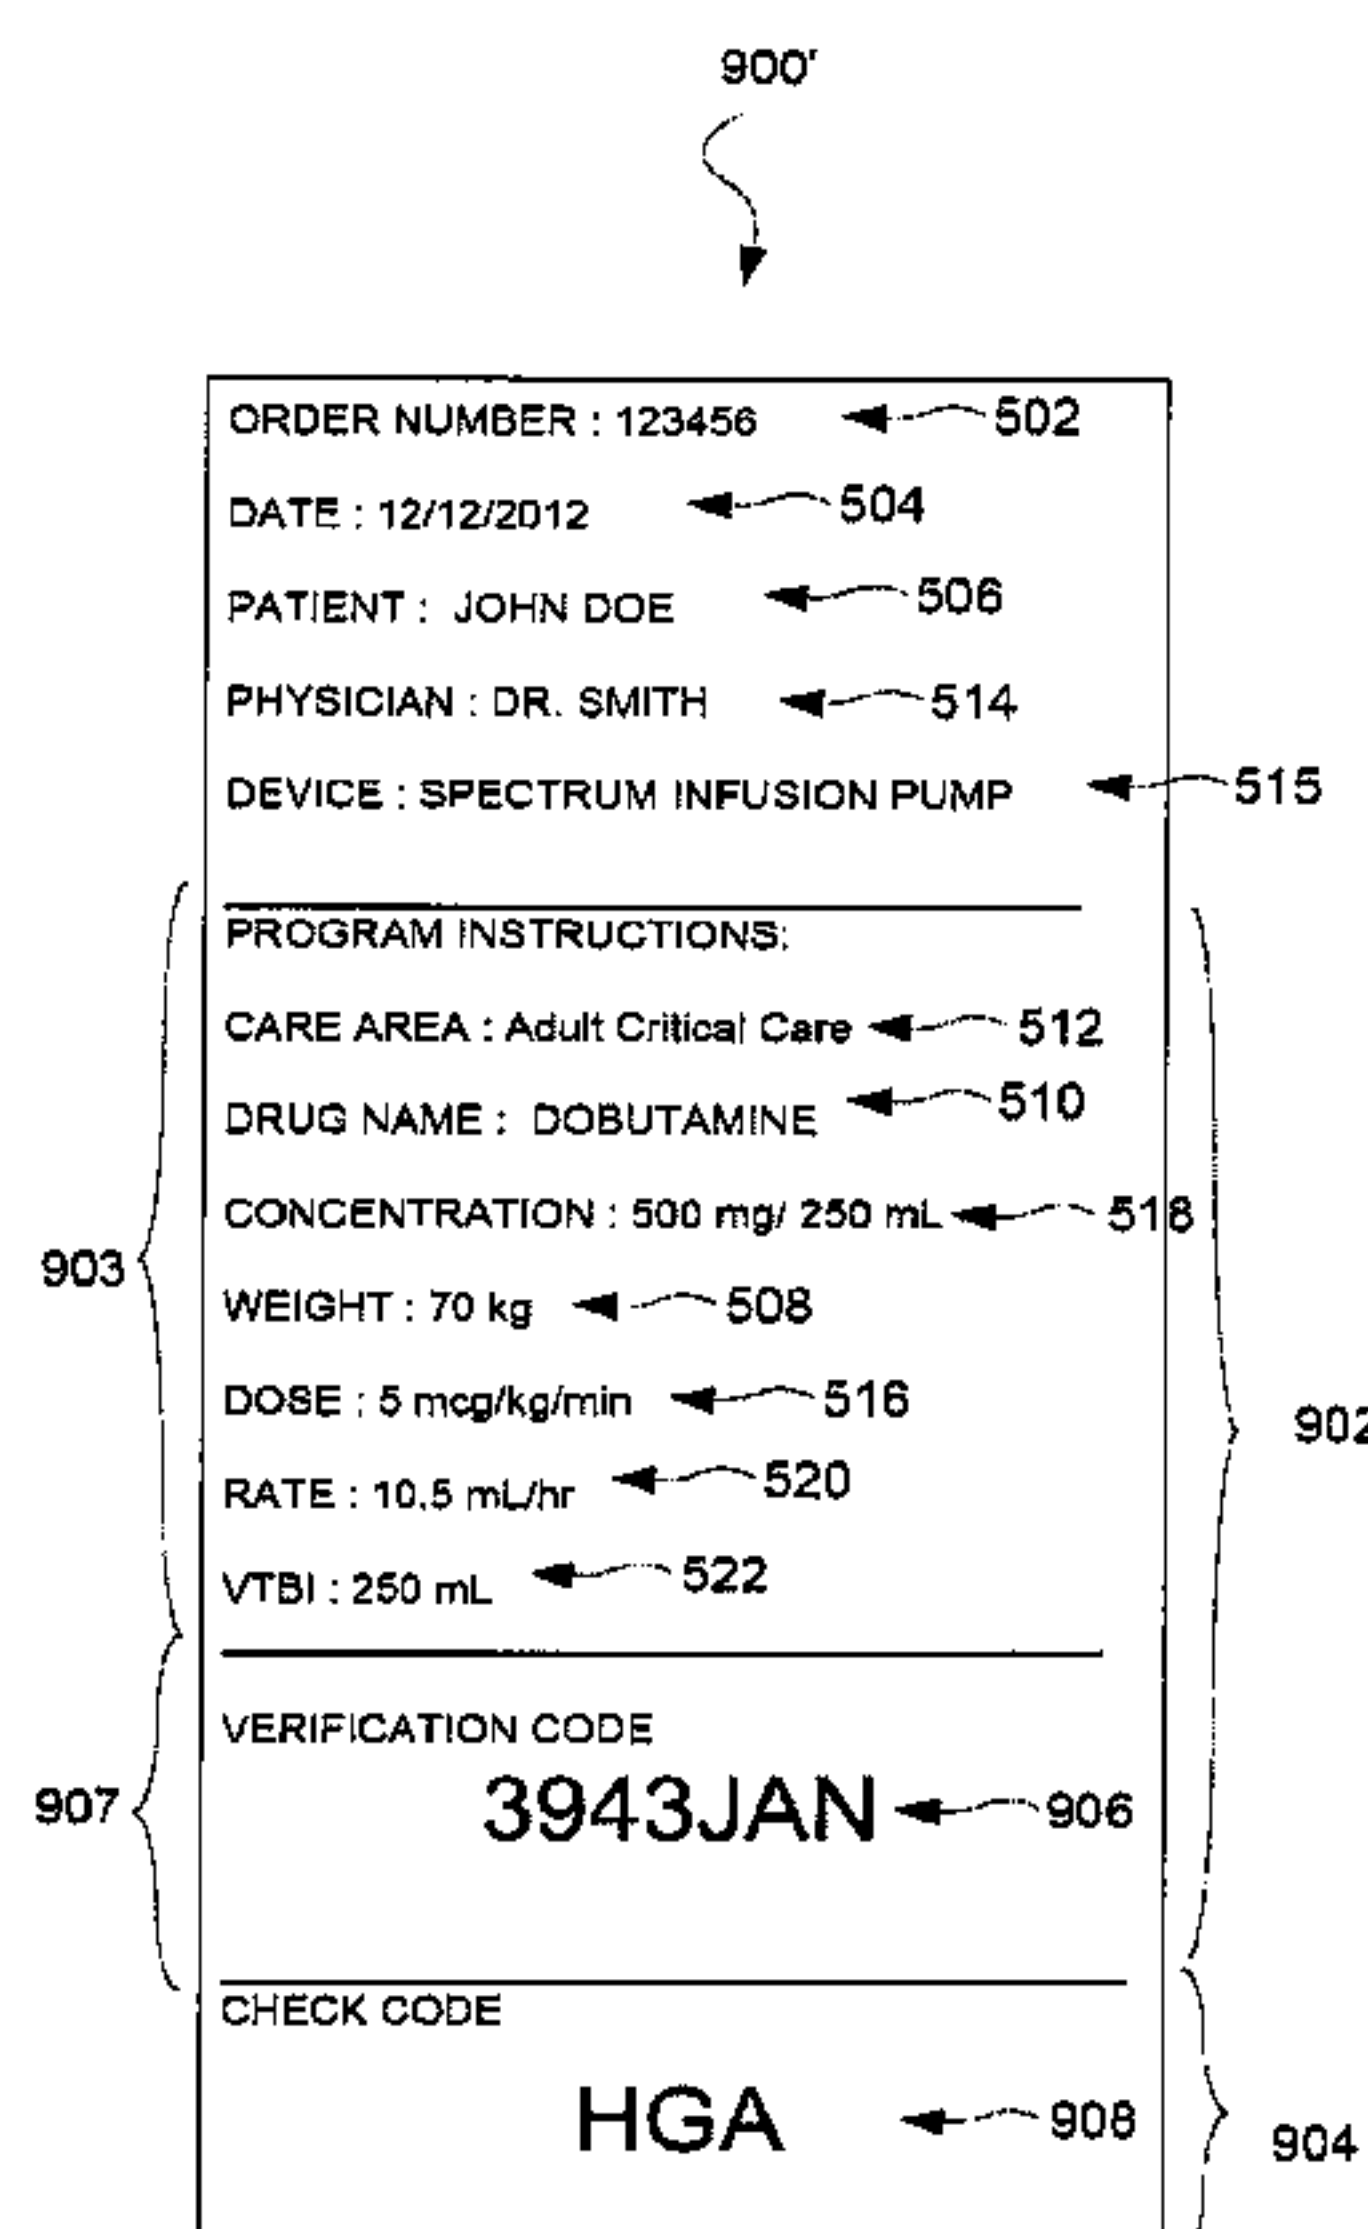 900'
ORDER NUMBER : 123456 502
DATE : 12/12/2012 504
PATIENT : JOHN DOE 506
PHYSICIAN : DR. SMITH 514
DEVICE : SPECTRUM INFUSION PUMP 515
PROGRAM INSTRUCTIONS:
CARE AREA : Adult Critical Care 512
DRUG NAME : DOBUTAMINE 510
CONCENTRATION : 500 mg/ 250 mL 518
903
WEIGHT : 70 kg 508
DOSE : 5 mcg/kg/min 516
902
RATE : 10.5 mL/hr 520
VTBI : 250 mL 522
VERIFICATION CODE
907 3943JAN 906
CHECK CODE
HGA 908
904